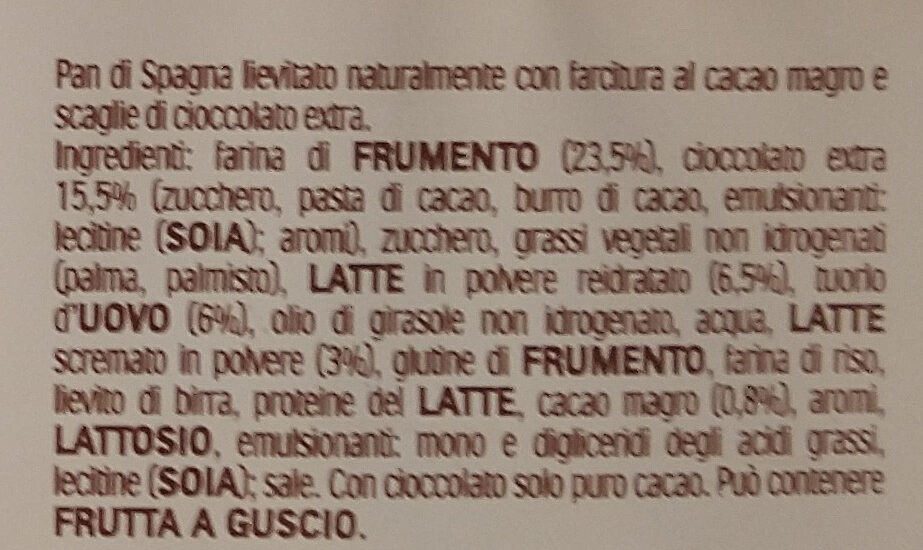 Pan di Spagna lievitato naturalmente con farcitura al cacao magro e
scaglie di cioccolato extra.
Ingredienti: farina di FRUMENTO (23,5%), cioccolato extra
15,5% (zucchero, pasta di cacao, burro di cacao, emulsionanti:
lecitine (SOIA); aromi), zucchero, grassi vegetali non idrogenati
(palma, palmisto), LATTE in polvere reidratato (6,5%), tuorlo
d'UOVO (6%), olio di girasole non idrogenato, acqua, LATTE
scremato in polvere (3%), glutine di FRUMENTO, farina di riso,
lievito di birra, proteine del LATTE, cacao magro (0,8%), aromi,
LATTOSIO, emulsionanti: mono e digliceridi degli acidi grassi,
lecitine (SOIA); sale. Con cioccolato solo puro cacao. Può contenere
FRUTTA A GUSCIO.